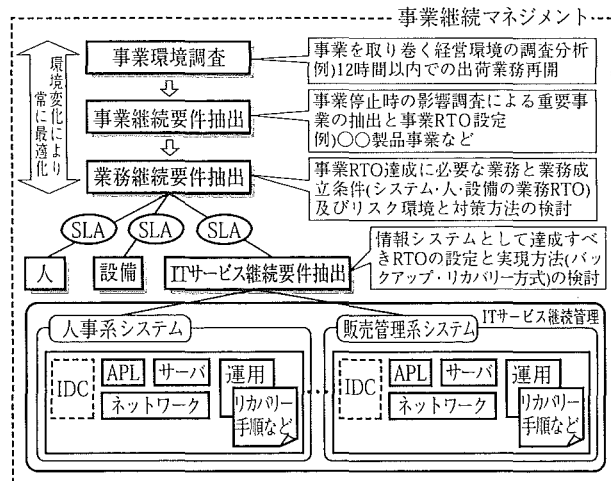 事業継続マネジメント
環境変化により
常に最適化
事業環境調査
事業を取り巻く経営環境の調査分析
例)12時間以内での出荷業務再開
事業継続要件抽出
事業停止時の影響調査による重要事
業の抽出と事業RTO設定
例)〇〇製品事業など
業務継続要件抽出
事業RTO達成に必要な業務と業務
成立条件(システム・人・設備の業務RTO)
及びリスク環境と対策方法の検討
SLA
SLA
SLA
人
設備
ITサービス継続要件抽出
情報システムとして達成すべ
きRTOの設定と実現方法(バッ
クアップ・リカバリー方式)の検討
ITサービス継続管理
人事系システム
IDC
APL
サーバ
ネットワーク
運用
リカバリー
手順など
販売管理系システム
IDC
APL
サーバ
ネットワーク
運用
リカバリー
手順など